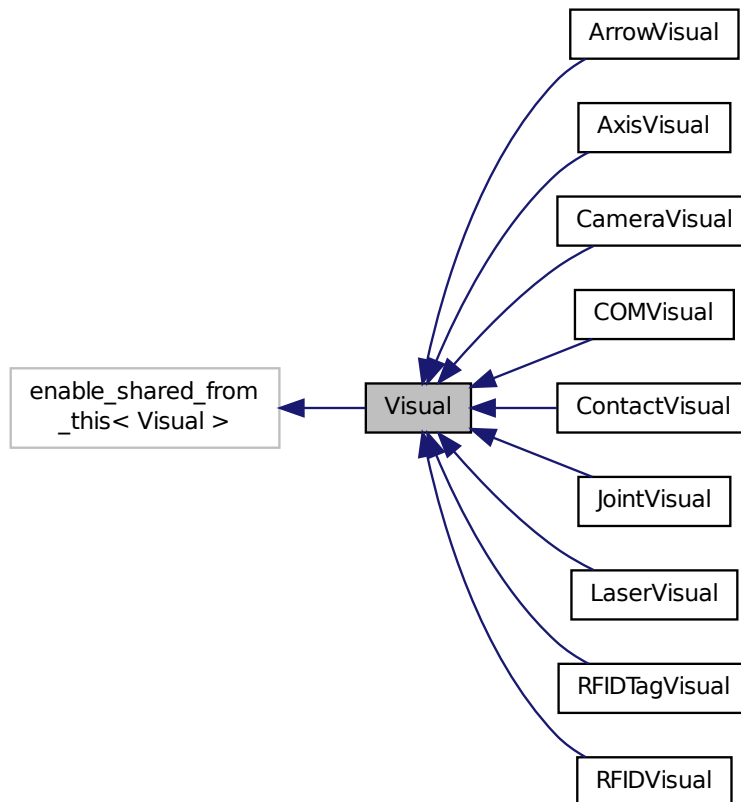 ArrowVisual
AxisVisual
CameraVisual
COMVisual
enable_shared_from
_this< Visual >
Visual
ContactVisual
JointVisual
LaserVisual
RFIDTagVisual
RFIDVisual